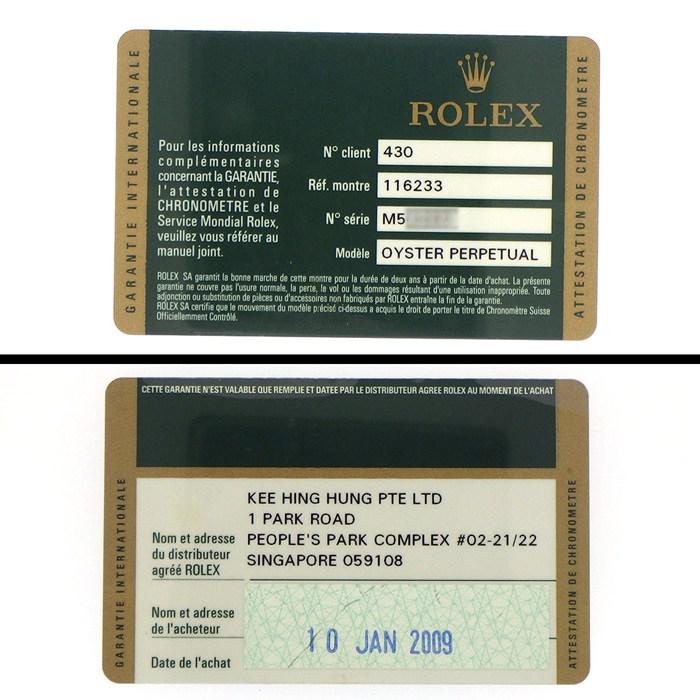 GARANTIE INTERNATIONALE
ROLEX
Pour les informations
complémentaires
concernant la GARANTIE,
l'attestation de
CHRONOMETRE et le
Service Mondial Rolex,
veuillez vous référer au
manuel joint.
N° client 430
Réf. montre 116233
N° série M5
Modèle OYSTER PERPETUAL
ROLEX SA garantit la bonne marche de cette montre pour la durée de deux ans à partir de la date d'achat. La présente
garantie ne couvre pas l'usure normale, la perte, le vol ou les dommages résultant d'une utilisation inappropriée. Toute
adjonction ou substitution de pièces ou d'accessoires non fabriqués par ROLEX entraîne la fin de la garantie.
ROLEX SA certifie que le mouvement du modèle précisé ci-dessus a acquis le droit de porter le titre de Chronomètre Suisse
Officiellement Contrôlé.
ATTESTATION DE CHRONOMETRE
CETTE GARANTIE N'EST VALABLE QUE REMPLIE ET DATEE PAR LE DISTRIBUTEUR AGREE ROLEX AU MOMENT DE L'ACHAT
GARANTIE INTERNATIONALE
Nom et adresse
du distributeur
agréé ROLEX
KEE HING HUNG PTE LTD
1 PARK ROAD
PEOPLE'S PARK COMPLEX #02-21/22
SINGAPORE 059108
Nom et adresse
de l'acheteur
Date de l'achat
10 JAN 2009
ATTESTATION DE CHRONOMETRE